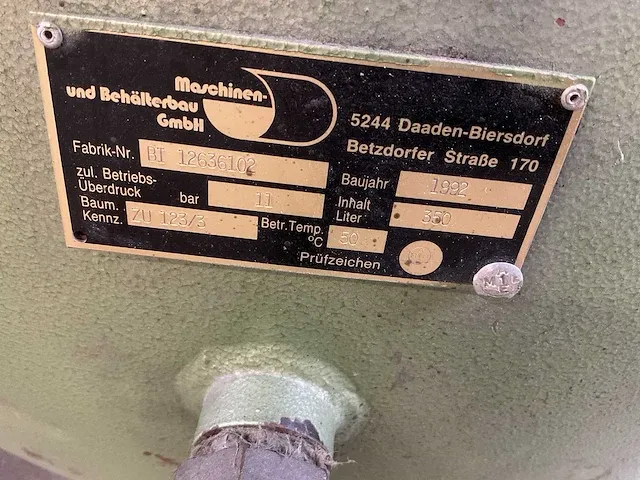 Maschinen-
und Behälterbau
GmbH
5244 Daaden-Biersdorf
Betzdorfer Straße 170
Fabrik-Nr. BI 12636102
Baujahr 1992
zul. Betriebs-
Überdruck bar 11
Inhalt
Liter 350
Baum.
Kennz. ZU 123/3
Betr.Temp.
°C 50
Prüfzeichen